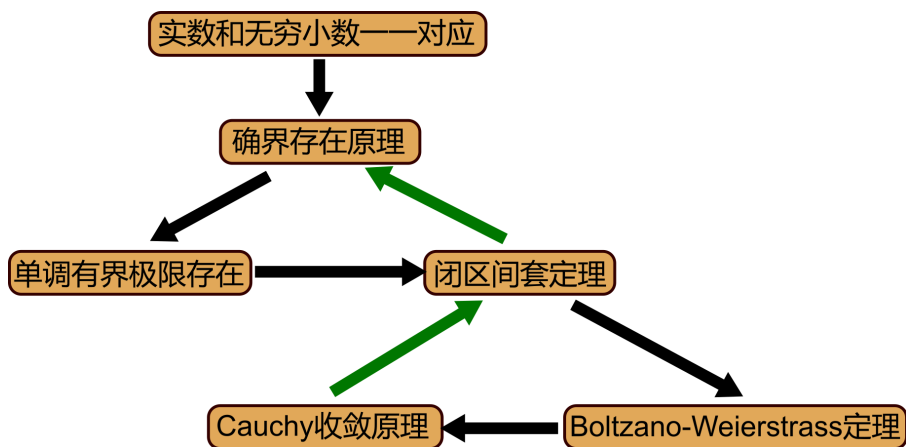 实数和无穷小数一一对应
确界存在原理
单调有界极限存在
闭区间套定理
Cauchy收敛原理
Boltzano-Weierstrass定理